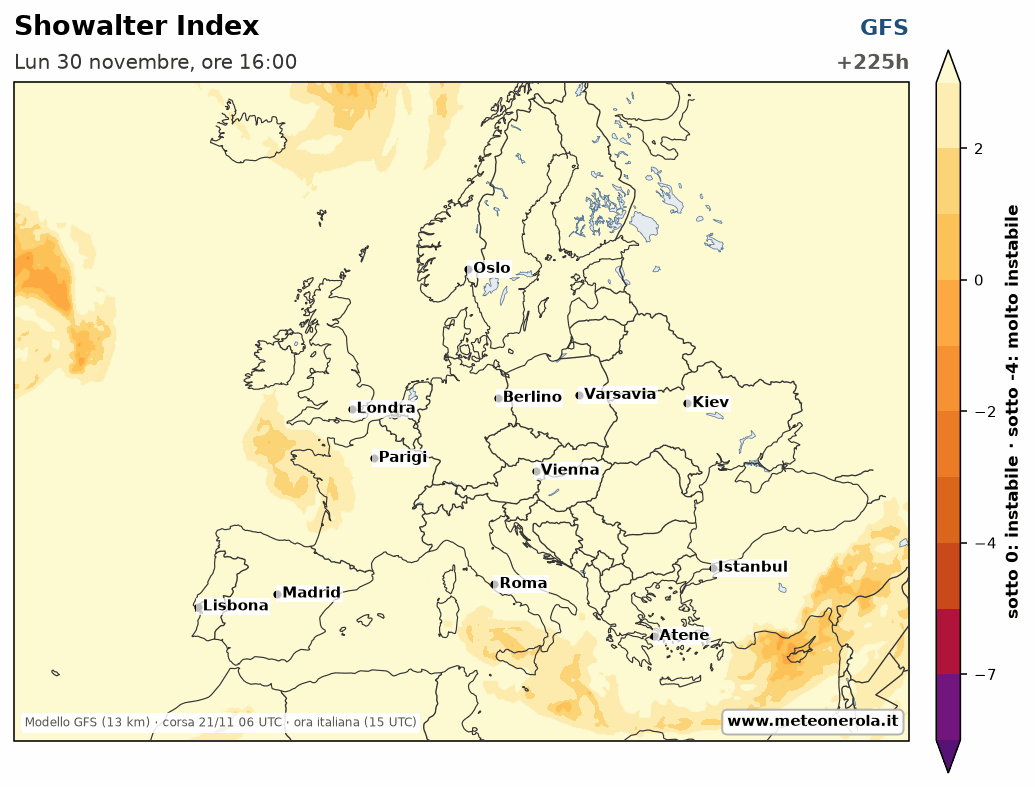 Showalter Index
GFS
Lun 30 novembre, ore 16:00
+225h
Oslo
Londra
Berlino
Varsavia
Kiev
Parigi
Vienna
Istanbul
Roma
Madrid
Lisbona
Atene
2
0
−2
−4
−7
sotto 0: instabile · sotto -4: molto instabile
Modello GFS (13 km) · corsa 21/11 06 UTC · ora italiana (15 UTC)
www.meteonerola.it